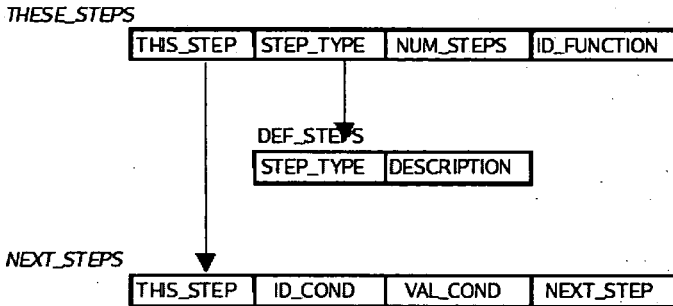 THESE_STEPS
THIS_STEP STEP_TYPE NUM_STEPS ID_FUNCTION
DEF_STEPS
STEP_TYPE DESCRIPTION
NEXT_STEPS
THIS_STEP ID_COND VAL_COND NEXT_STEP